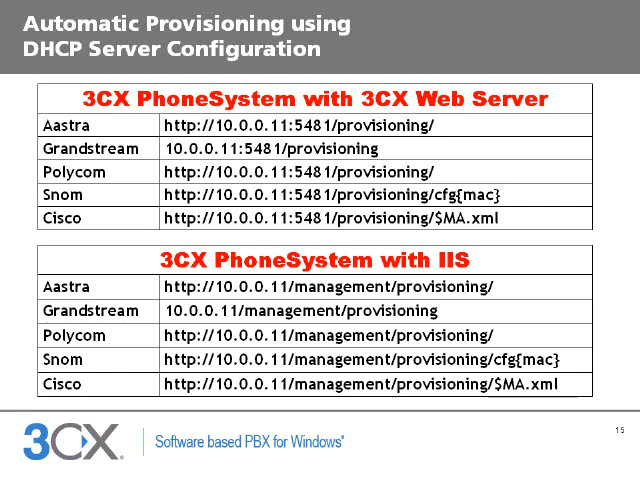 Automatic Provisioning using
DHCP Server Configuration
3CX PhoneSystem with 3CX Web Server
Aastra http://10.0.0.11:5481/provisioning/
Grandstream 10.0.0.11:5481/provisioning
Polycom http://10.0.0.11:5481/provisioning/
Snom http://10.0.0.11:5481/provisioning/cfg{mac}
Cisco http://10.0.0.11:5481/provisioning/$MA.xml
3CX PhoneSystem with IIS
Aastra http://10.0.0.11/management/provisioning/
Grandstream 10.0.0.11/management/provisioning
Polycom http://10.0.0.11/management/provisioning/
Snom http://10.0.0.11/management/provisioning/cfg{mac}
Cisco http://10.0.0.11/management/provisioning/$MA.xml
3CX® Software based PBX for Windows®
15